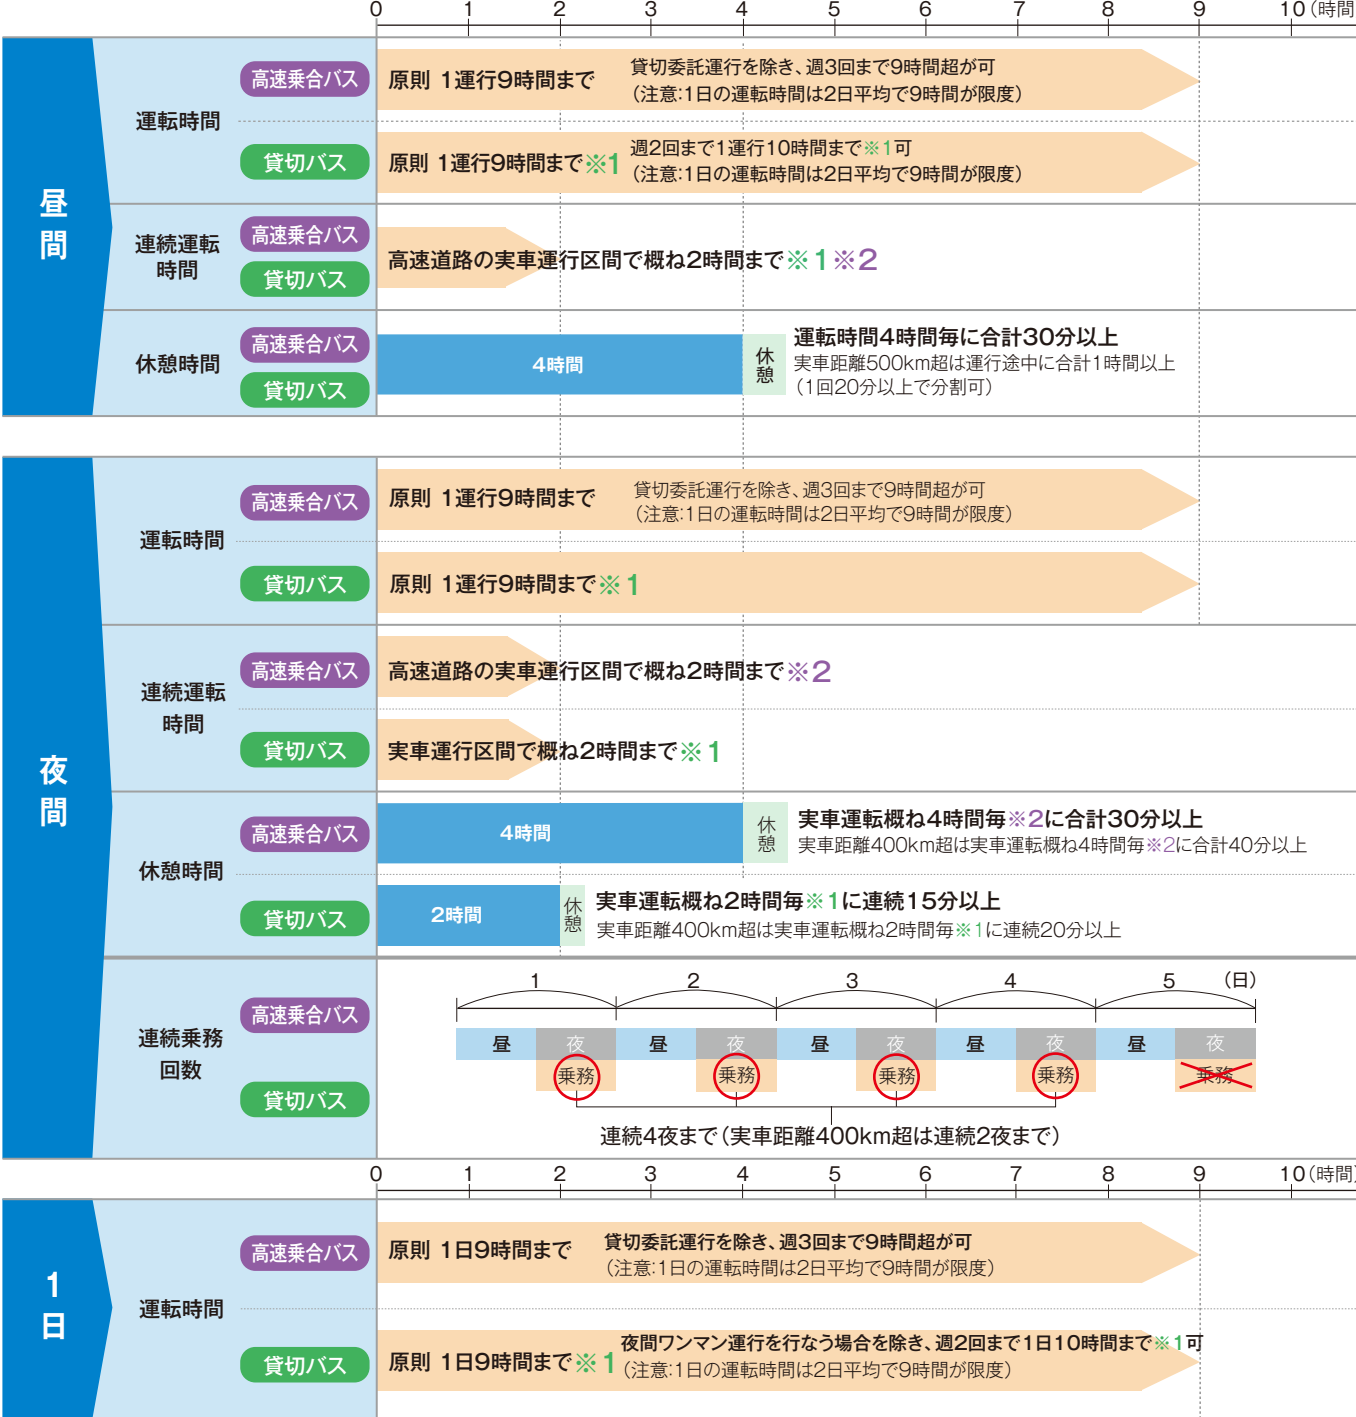 0 1 2 3 4 5 6 7 8 9 10（時間
昼間
運転時間
高速乗合バス
原則 1運行9時間まで
貸切委託運行を除き、週3回まで9時間超が可
（注意:1日の運転時間は2日平均で9時間が限度）
貸切バス
原則 1運行9時間まで※1
週2回まで1運行10時間まで※1可
（注意:1日の運転時間は2日平均で9時間が限度）
連続運転
時間
高速乗合バス
貸切バス
高速道路の実車運行区間で概ね2時間まで※1※2
休憩時間
高速乗合バス
貸切バス
4時間
休憩
運転時間4時間毎に合計30分以上
実車距離500km超は運行途中に合計1時間以上
（1回20分以上で分割可）
夜間
運転時間
高速乗合バス
原則 1運行9時間まで
貸切委託運行を除き、週3回まで9時間超が可
（注意:1日の運転時間は2日平均で9時間が限度）
貸切バス
原則 1運行9時間まで※1
連続運転
時間
高速乗合バス
高速道路の実車運行区間で概ね2時間まで※2
貸切バス
実車運行区間で概ね2時間まで※1
休憩時間
高速乗合バス
4時間
休憩
実車運転概ね4時間毎※2に合計30分以上
実車距離400km超は実車運転概ね4時間毎※2に合計40分以上
貸切バス
2時間
休憩
実車運転概ね2時間毎※1に連続15分以上
実車距離400km超は実車運転概ね2時間毎※1に連続20分以上
連続乗務
回数
高速乗合バス
貸切バス
1 2 3 4 5 （日）
昼 夜 昼 夜 昼 夜 昼 夜 昼 夜
乗務 乗務 乗務 乗務 乗務
連続4夜まで（実車距離400km超は連続2夜まで）
0 1 2 3 4 5 6 7 8 9 10（時間）
1日
運転時間
高速乗合バス
原則 1日9時間まで
貸切委託運行を除き、週3回まで9時間超が可
（注意:1日の運転時間は2日平均で9時間が限度）
貸切バス
原則 1日9時間まで※1
夜間ワンマン運行を行なう場合を除き、週2回まで1日10時間まで※1可
（注意:1日の運転時間は2日平均で9時間が限度）